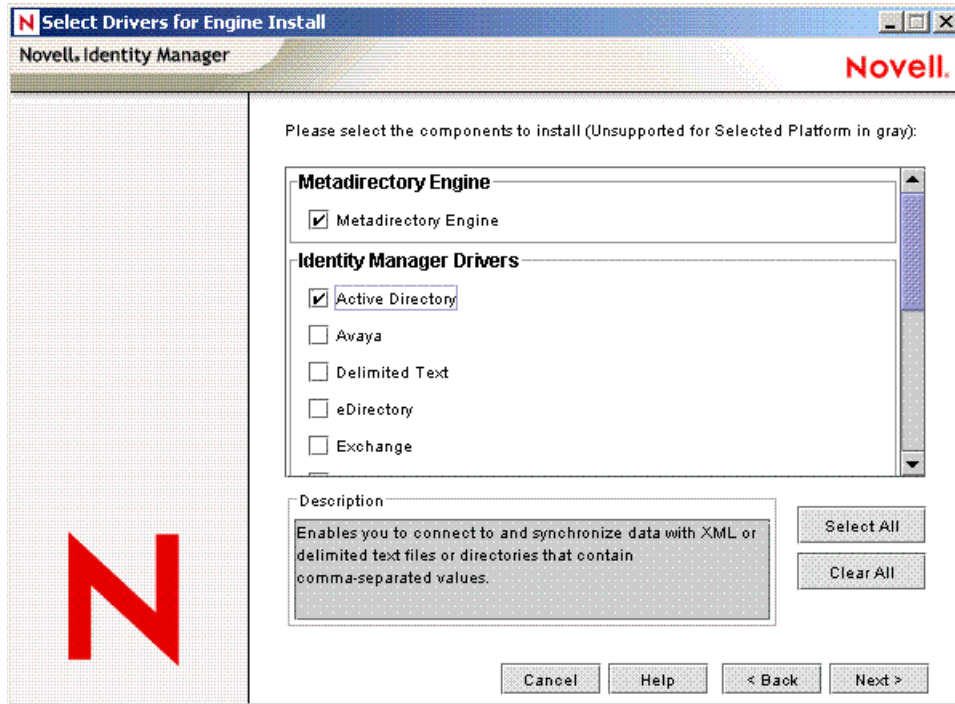 Select Drivers for Engine Install
Novell. Identity Manager
Novell.
Please select the components to install (Unsupported for Selected Platform in gray):
Metadirectory Engine
Metadirectory Engine
Identity Manager Drivers
Active Directory
Avaya
Delimited Text
eDirectory
Exchange
Description
Enables you to connect to and synchronize data with XML or
delimited text files or directories that contain
comma-separated values.
Select All
Clear All
Cancel
Help
< Back
Next >